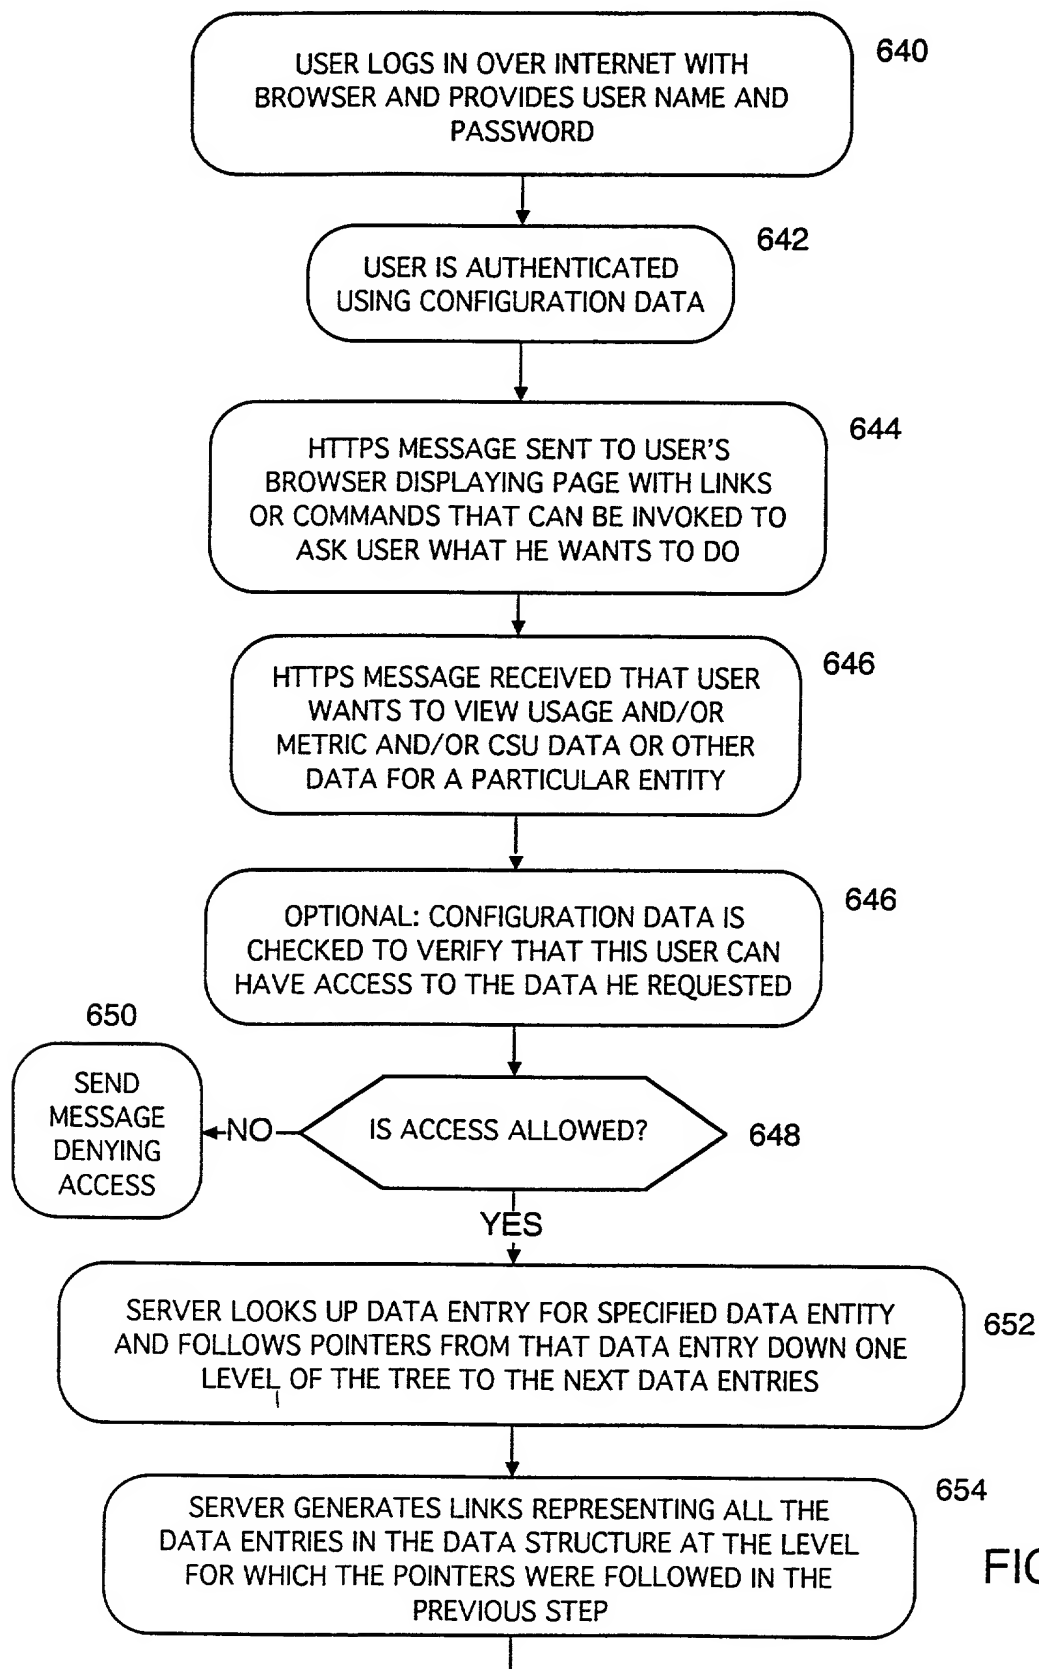 USER LOGS IN OVER INTERNET WITH
BROWSER AND PROVIDES USER NAME AND
PASSWORD
640
642
USER IS AUTHENTICATED
USING CONFIGURATION DATA
644
HTTPS MESSAGE SENT TO USER'S
BROWSER DISPLAYING PAGE WITH LINKS
OR COMMANDS THAT CAN BE INVOKED TO
ASK USER WHAT HE WANTS TO DO
646
HTTPS MESSAGE RECEIVED THAT USER
WANTS TO VIEW USAGE AND/OR
METRIC AND/OR CSU DATA OR OTHER
DATA FOR A PARTICULAR ENTITY
646
OPTIONAL: CONFIGURATION DATA IS
CHECKED TO VERIFY THAT THIS USER CAN
HAVE ACCESS TO THE DATA HE REQUESTED
650
SEND
MESSAGE
DENYING
ACCESS
NO
IS ACCESS ALLOWED?
648
YES
SERVER LOOKS UP DATA ENTRY FOR SPECIFIED DATA ENTITY
AND FOLLOWS POINTERS FROM THAT DATA ENTRY DOWN ONE
LEVEL OF THE TREE TO THE NEXT DATA ENTRIES
652
654
SERVER GENERATES LINKS REPRESENTING ALL THE
DATA ENTRIES IN THE DATA STRUCTURE AT THE LEVEL
FOR WHICH THE POINTERS WERE FOLLOWED IN THE
PREVIOUS STEP